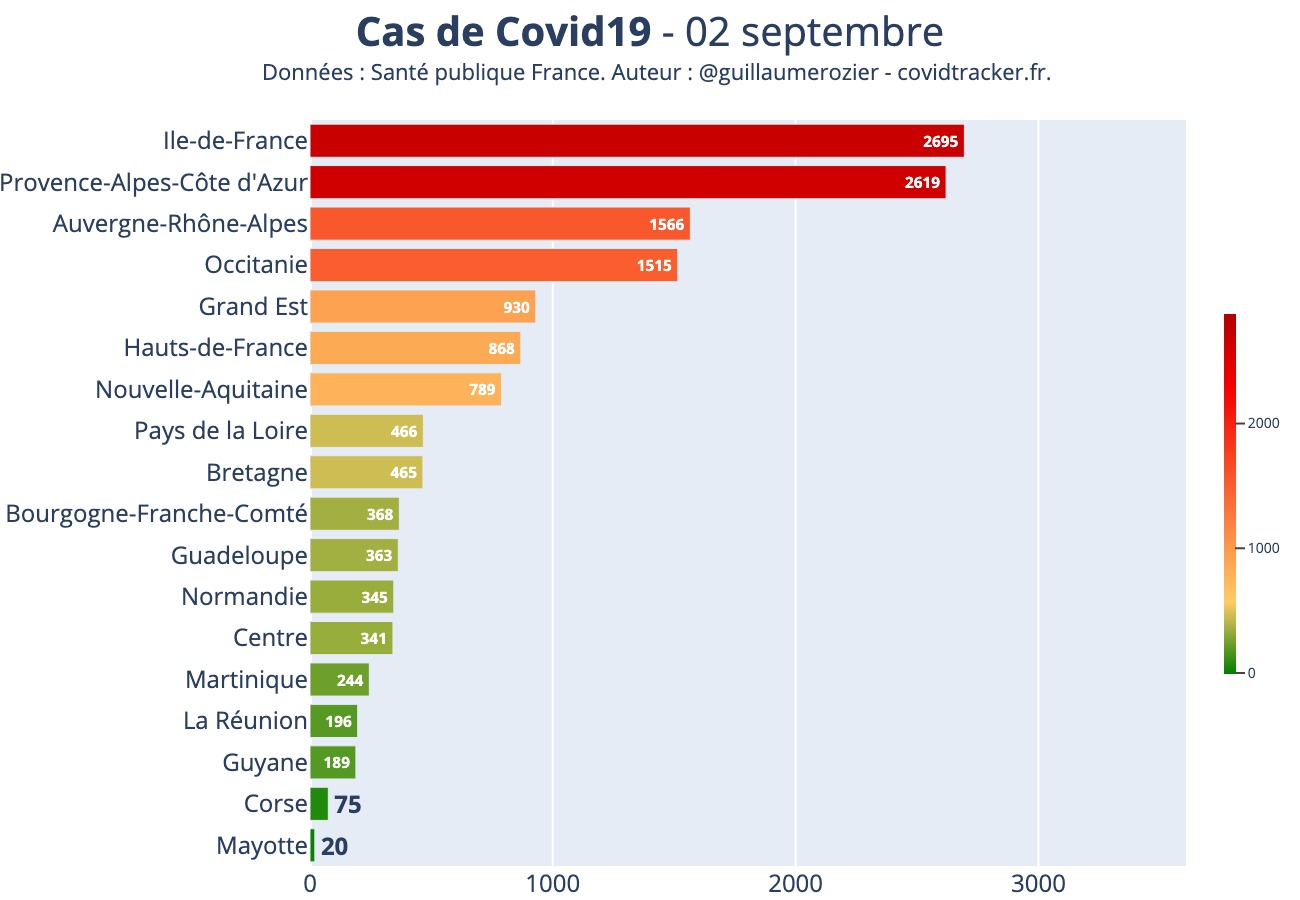 Cas de Covid19 - 02 septembre
Données : Santé publique France. Auteur : @guillaumerozier - covidtracker.fr.
Ile-de-France 2695
Provence-Alpes-Côte d'Azur 2619
Auvergne-Rhône-Alpes 1566
Occitanie 1515
Grand Est 930
Hauts-de-France 868
Nouvelle-Aquitaine 789
Pays de la Loire 466
Bretagne 465
Bourgogne-Franche-Comté 368
Guadeloupe 363
Normandie 345
Centre 341
Martinique 244
La Réunion 196
Guyane 189
Corse 75
Mayotte 20
0 1000 2000 3000
2000
1000
0